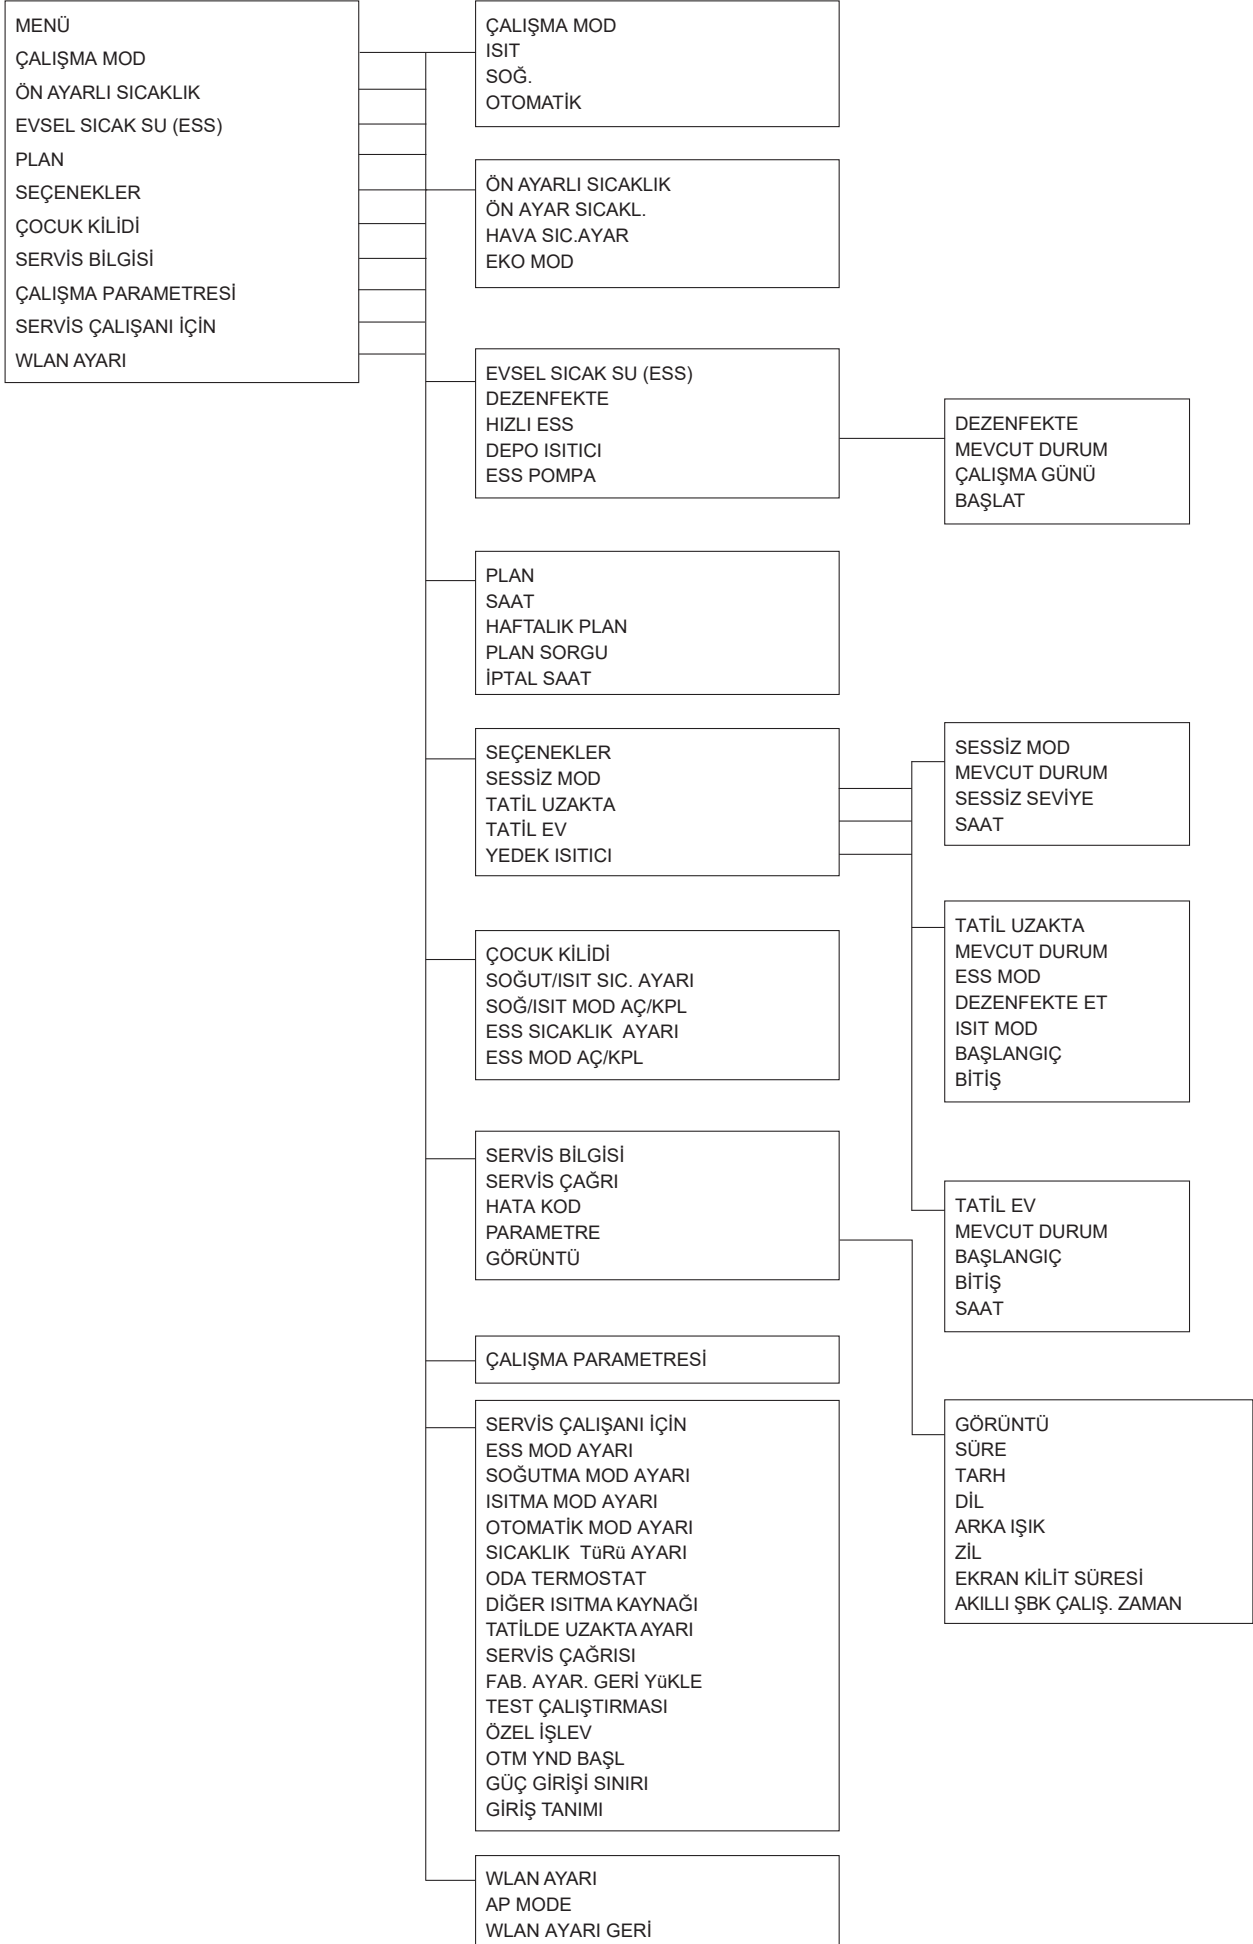 MENÜ
ÇALIŞMA MOD
ÖN AYARLI SICAKLIK
EVSEL SICAK SU (ESS)
PLAN
SEÇENEKLER
ÇOCUK KİLİDİ
SERVİS BİLGİSİ
ÇALIŞMA PARAMETRESİ
SERVİS ÇALIŞANI İÇİN
WLAN AYARI
ÇALIŞMA MOD
ISIT
SOĞ.
OTOMATİK
ÖN AYARLI SICAKLIK
ÖN AYAR SICAKL.
HAVA SIC.AYAR
EKO MOD
EVSEL SICAK SU (ESS)
DEZENFEKTE
HIZLI ESS
DEPO ISITICI
ESS POMPA
DEZENFEKTE
MEVCUT DURUM
ÇALIŞMA GÜNÜ
BAŞLAT
PLAN
SAAT
HAFTALIK PLAN
PLAN SORGU
İPTAL SAAT
SEÇENEKLER
SESSİZ MOD
TATİL UZAKTA
TATİL EV
YEDEK ISITICI
SESSİZ MOD
MEVCUT DURUM
SESSİZ SEVİYE
SAAT
TATİL UZAKTA
MEVCUT DURUM
ESS MOD
DEZENFEKTE ET
ISIT MOD
BAŞLANGIÇ
BİTİŞ
ÇOCUK KİLİDİ
SOĞUT/ISIT SIC. AYARI
SOĞ/ISIT MOD AÇ/KPL
ESS SICAKLIK  AYARI
ESS MOD AÇ/KPL
SERVİS BİLGİSİ
SERVİS ÇAĞRI
HATA KOD
PARAMETRE
GÖRÜNTÜ
TATİL EV
MEVCUT DURUM
BAŞLANGIÇ
BİTİŞ
SAAT
ÇALIŞMA PARAMETRESİ
SERVİS ÇALIŞANI İÇİN
ESS MOD AYARI
SOĞUTMA MOD AYARI
ISITMA MOD AYARI
OTOMATİK MOD AYARI
SICAKLIK  TüRü AYARI
ODA TERMOSTAT
DİĞER ISITMA KAYNAĞI
TATİLDE UZAKTA AYARI
SERVİS ÇAĞRISI
FAB. AYAR. GERİ YüKLE
TEST ÇALIŞTIRMASI
ÖZEL İŞLEV
OTM YND BAŞL
GÜÇ GİRİŞİ SINIRI
GİRİŞ TANIMI
GÖRÜNTÜ
SÜRE
TARH
DİL
ARKA IŞIK
ZİL
EKRAN KİLİT SÜRESİ
AKILLI ŞBK ÇALIŞ. ZAMAN
WLAN AYARI
AP MODE
WLAN AYARI GERİ